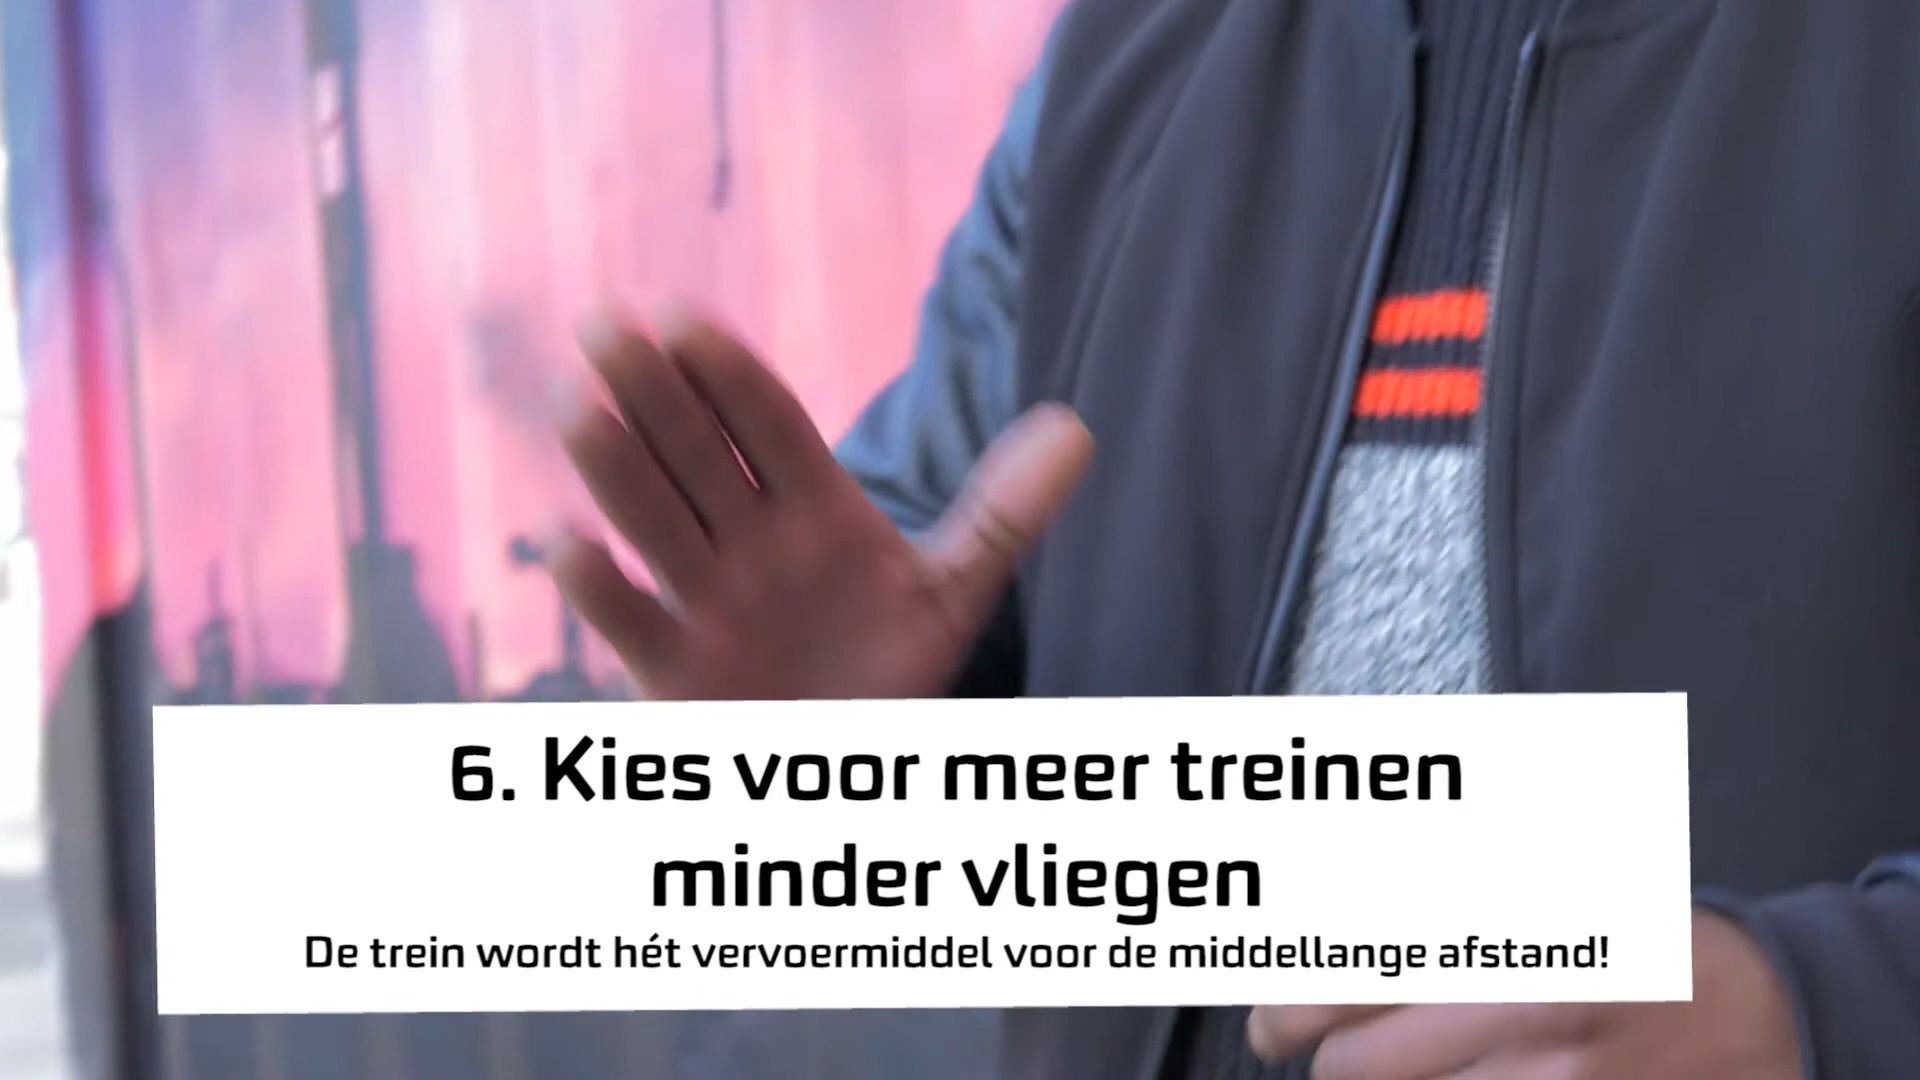 6. Kies voor meer treinen
minder vliegen
De trein wordt hét vervoermiddel voor de middellange afstand!